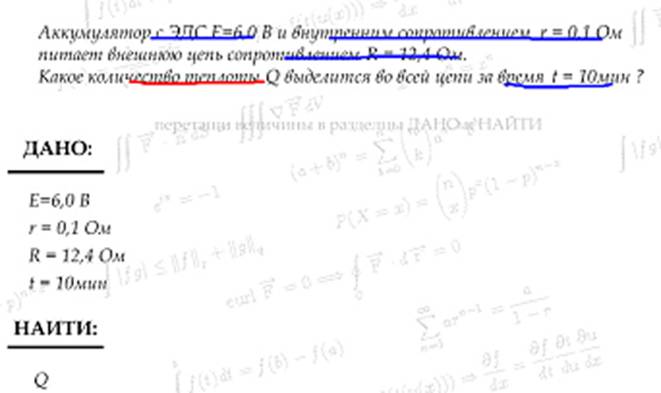 Аккумулятор с ЭДС E=6,0 В и внутренним сопротивлением r = 0,1 Ом
питает внешнюю цепь сопротивлением R = 12,4 Ом.
Какое количество теплоты Q выделится во всей цепи за время t = 10мин ?
перетащи величины в разделы ДАНО и НАЙТИ
ДАНО:
E=6,0 В
r = 0,1 Ом
R = 12,4 Ом
t = 10мин
НАЙТИ:
Q